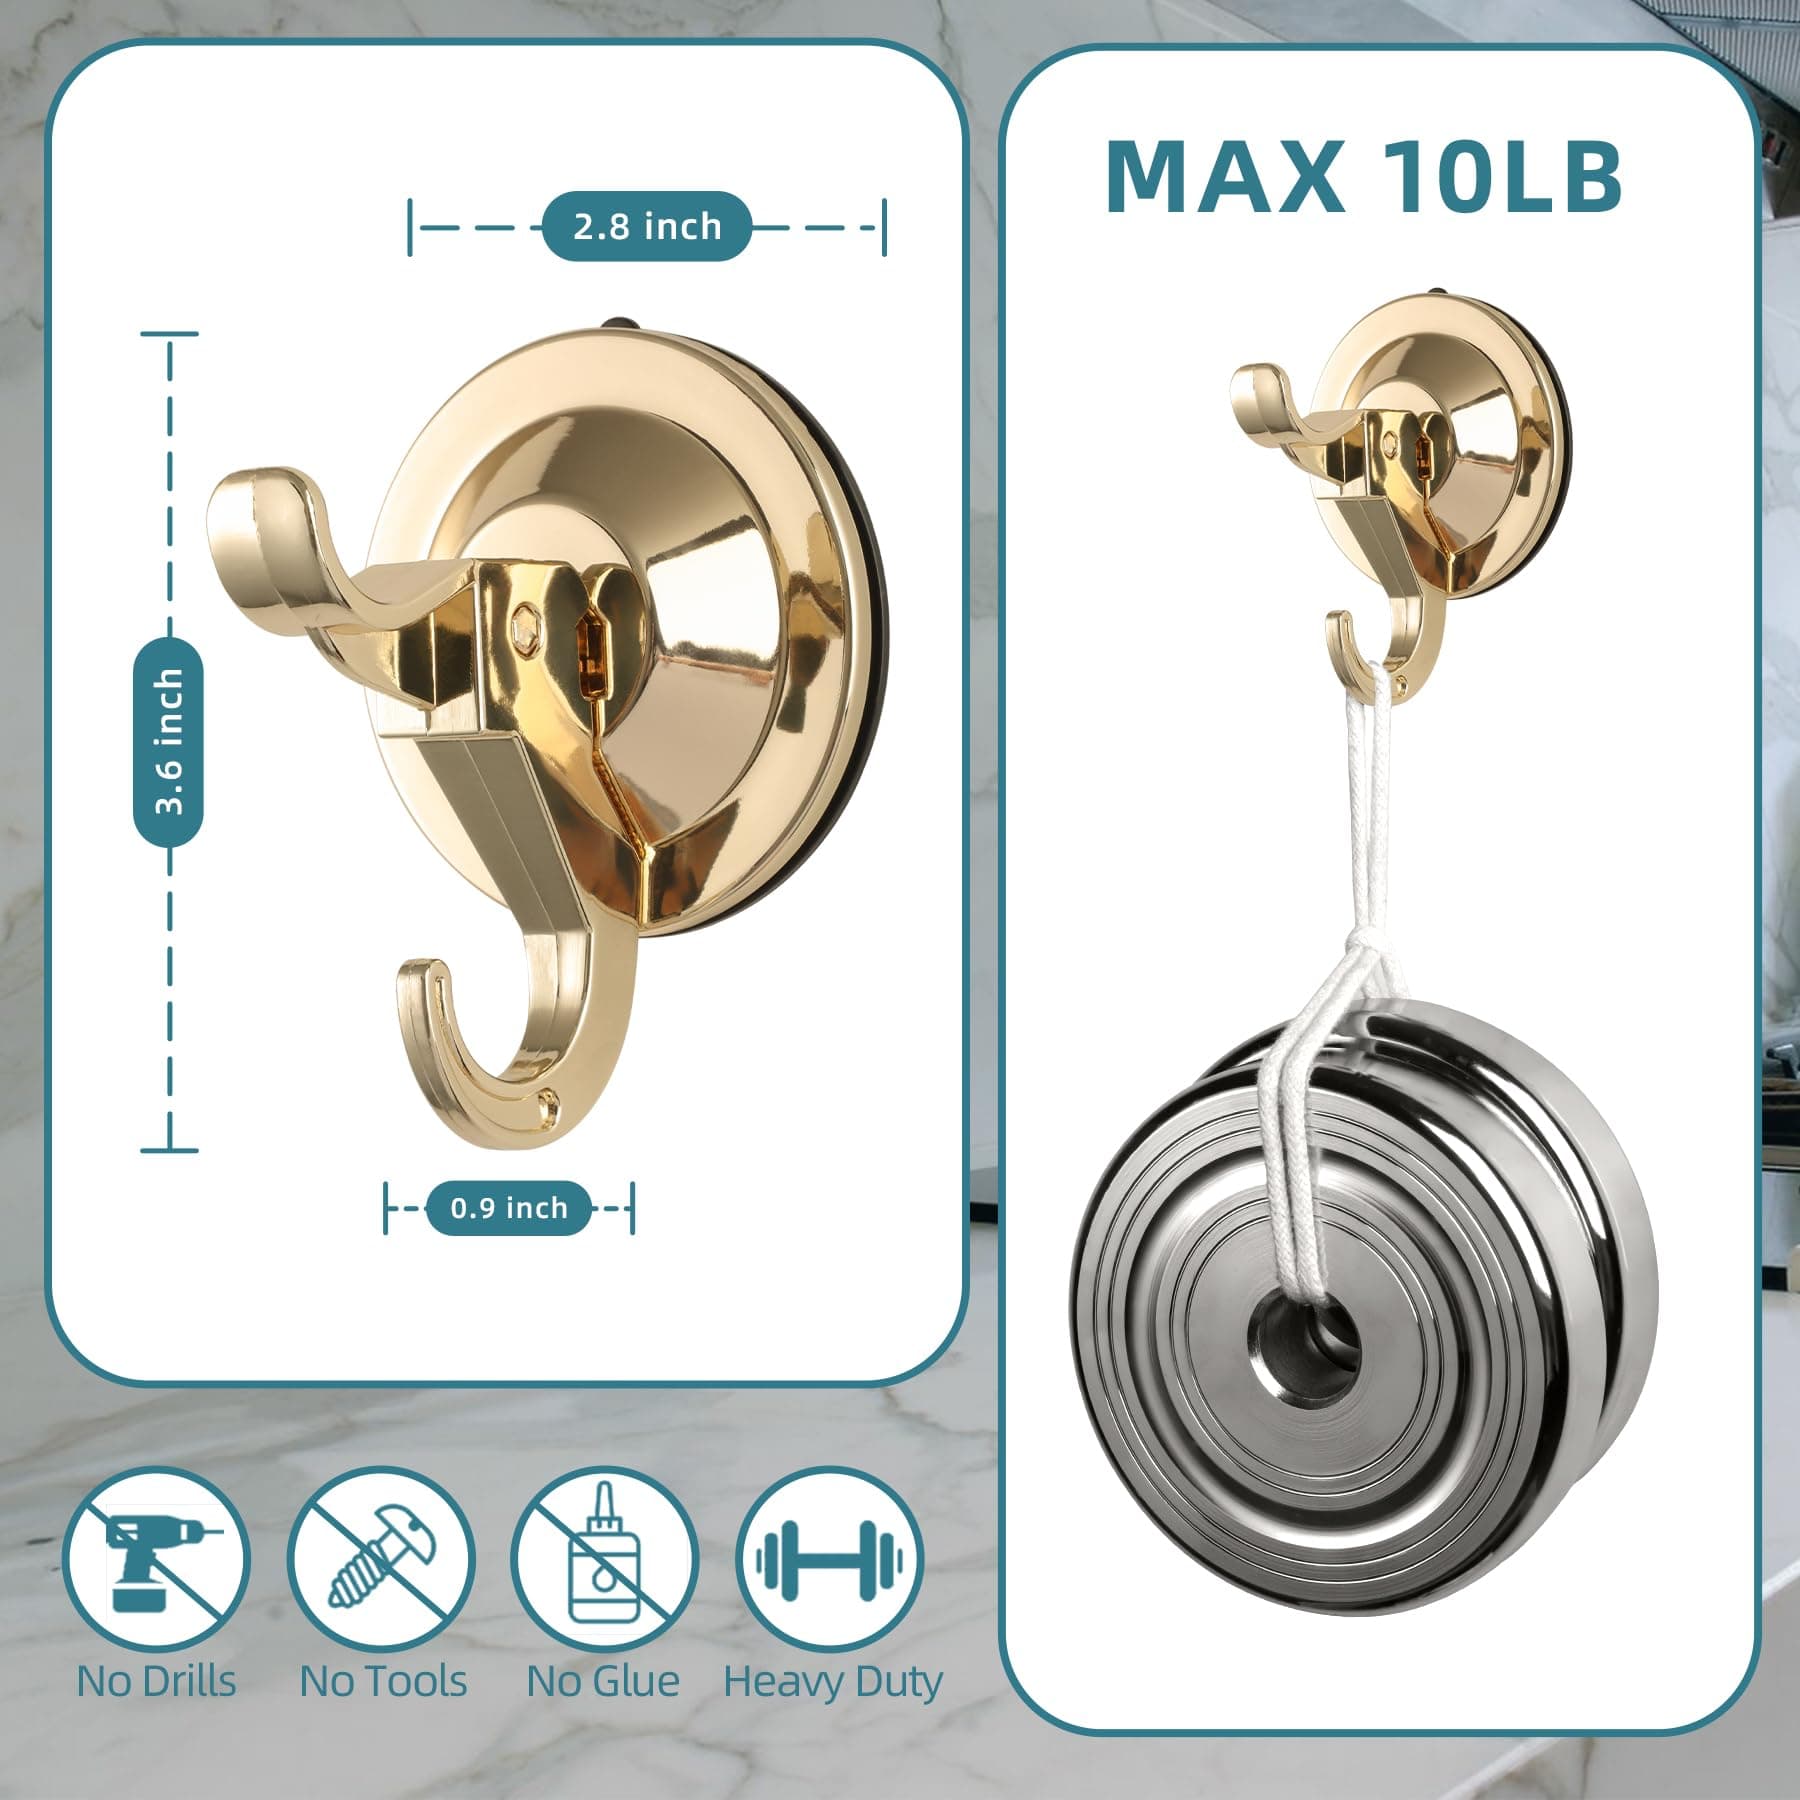 2.8 inch
3.6 inch
0.9 inch
MAX 10LB
No Drills
No Tools
No Glue
Heavy Duty